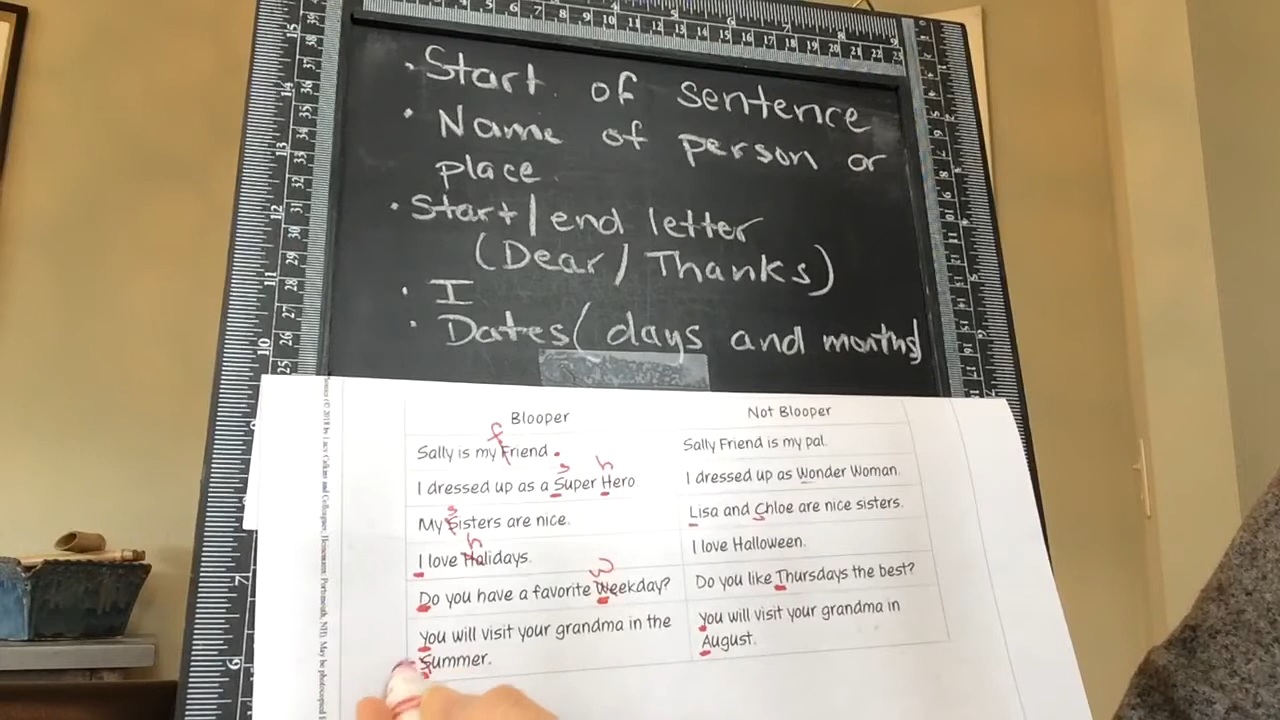 • Start of sentence
• Name of person or
place
• Start/end letter
(Dear/Thanks)
• I
• Dates (days and months)
Blooper
Not Blooper
f
Sally is my Friend.
Sally Friend is my pal.
s h
I dressed up as a Super Hero
I dressed up as Wonder Woman.
s
My Sisters are nice.
Lisa and Chloe are nice sisters.
h
I love Halidays.
I love Halloween.
w
Do you have a favorite Weekday?
Do you like Thursdays the best?
You will visit your grandma in the
Summer.
You will visit your grandma in
August.